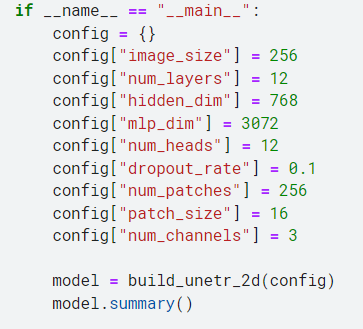 if __name__ == "__main__":
    config = {}
    config["image_size"] = 256
    config["num_layers"] = 12
    config["hidden_dim"] = 768
    config["mlp_dim"] = 3072
    config["num_heads"] = 12
    config["dropout_rate"] = 0.1
    config["num_patches"] = 256
    config["patch_size"] = 16
    config["num_channels"] = 3

    model = build_unetr_2d(config)
    model.summary()